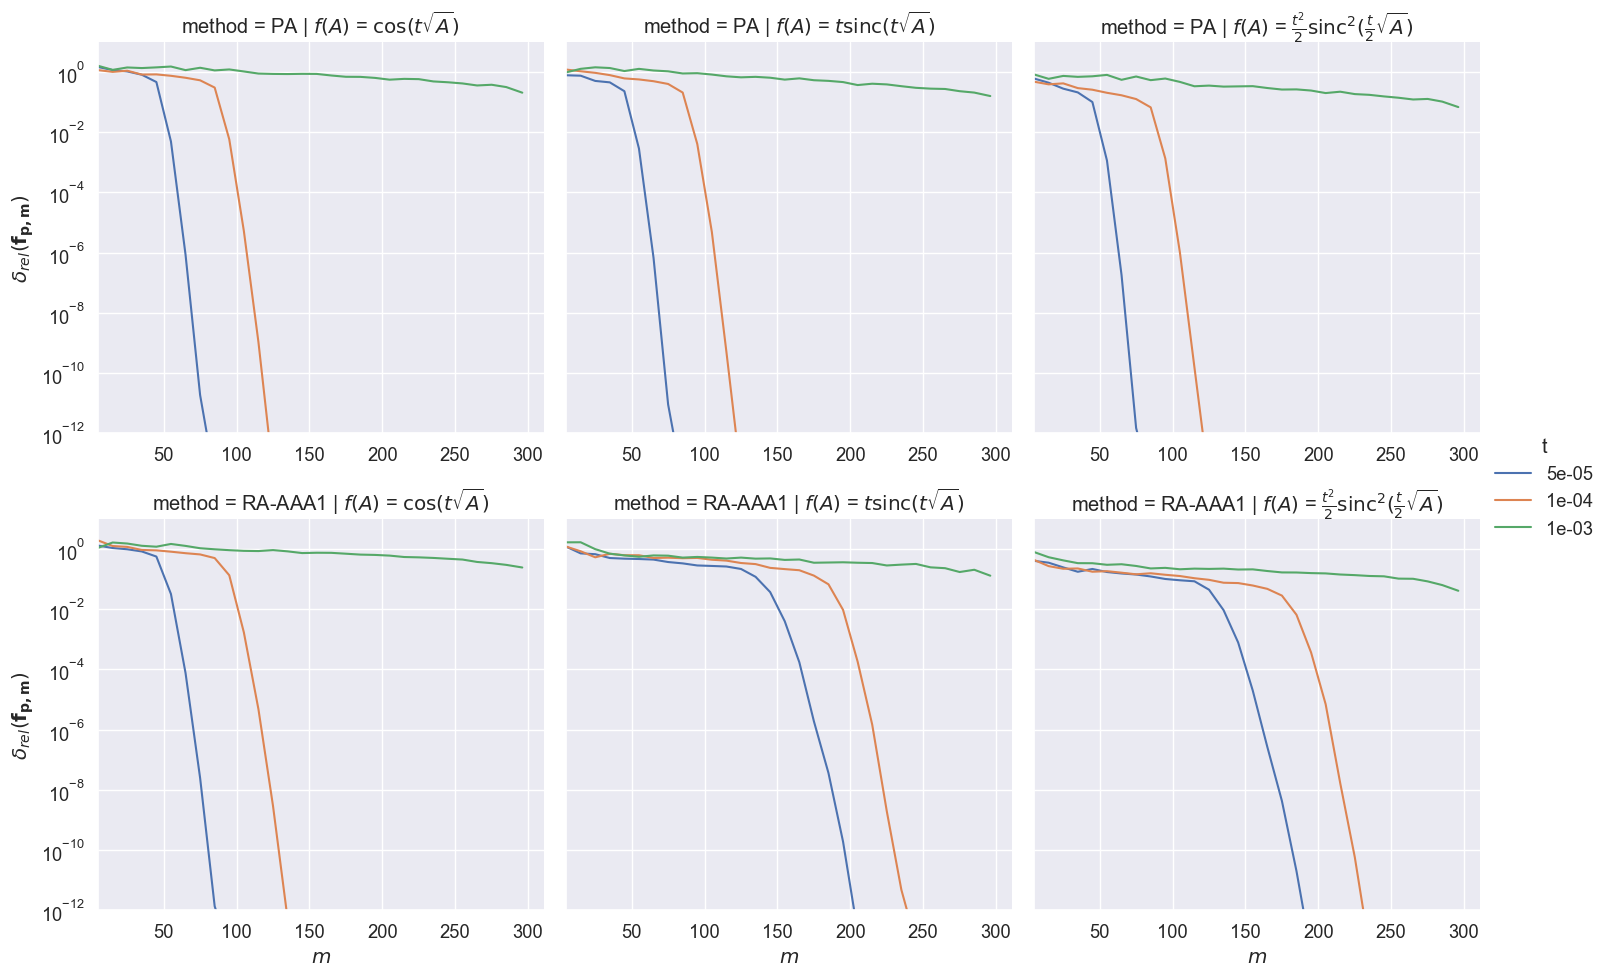 method = PA | f(A) = cos(t√A)
method = PA | f(A) = tsinc(t√A)
method = PA | f(A) = t²/2 sinc²(t/2 √A)
10⁰
10⁻²
10⁻⁴
10⁻⁶
10⁻⁸
10⁻¹⁰
10⁻¹²
δ_rel(f_p,m)
50 100 150 200 250 300
50 100 150 200 250 300
50 100 150 200 250 300
method = RA-AAA1 | f(A) = cos(t√A)
method = RA-AAA1 | f(A) = tsinc(t√A)
method = RA-AAA1 | f(A) = t²/2 sinc²(t/2 √A)
10⁰
10⁻²
10⁻⁴
10⁻⁶
10⁻⁸
10⁻¹⁰
10⁻¹²
δ_rel(f_p,m)
50 100 150 200 250 300
50 100 150 200 250 300
50 100 150 200 250 300
m
m
m
t
5e-05
1e-04
1e-03